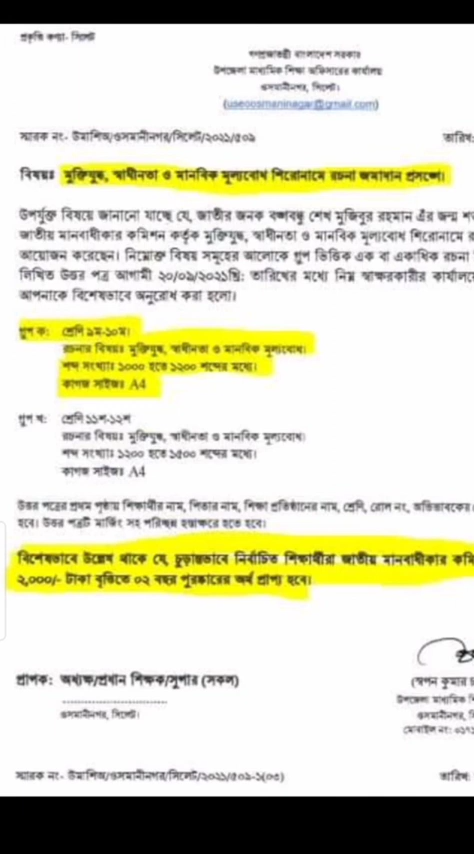 প্রকৃতি কণ্যা- সিলেট
গণপ্রজাতন্ত্রী বাংলাদেশ সরকার
উপজেলা মাধ্যমিক শিক্ষা অফিসারের কার্যালয়
ওসমানীনগর, সিলেট।
(useoosmaninagar@gmail.com)
স্মারক নং- উমাশিঅ/ওসমানীনগর/সিলেট/২০২১/৫০৯
তারিখ:
বিষয়ঃ মুক্তিযুদ্ধ, স্বাধীনতা ও মানবিক মূল্যবোধ শিরোনামে রচনা জমাদান প্রসঙ্গে।
উপর্যুক্ত বিষয়ে জানানো যাচ্ছে যে, জাতীর জনক বঙ্গবন্ধু শেখ মুজিবুর রহমান এঁর জন্ম
জাতীয় মানবাধীকার কমিশন কর্তৃক মুক্তিযুদ্ধ, স্বাধীনতা ও মানবিক মূল্যবোধ শিরোনামে
আয়োজন করেছেন। নিম্নোক্ত বিষয় সমূহের আলোকে গ্রুপ ভিত্তিক এক বা একাধিক রচনা
লিখিত উত্তর পত্র আগামী ২০/০৯/২০২১খ্রি: তারিখের মধ্যে নিম্ন স্বাক্ষরকারীর কার্যালয়ে
আপনাকে বিশেষভাবে অনুরোধ করা হলো।
গ্রুপ ক: শ্রেণি ৯ম-১০ম।
রচনার বিষয়ঃ মুক্তিযুদ্ধ, স্বাধীনতা ও মানবিক মূল্যবোধ।
শব্দ সংখ্যাঃ ১০০০ হতে ১২০০ শব্দের মধ্যে।
কাগজ সাইজঃ A4
গ্রুপ খ: শ্রেণি ১১শ-১২শ
রচনার বিষয়ঃ মুক্তিযুদ্ধ, স্বাধীনতা ও মানবিক মূল্যবোধ।
শব্দ সংখ্যাঃ ১২০০ হতে ১৫০০ শব্দের মধ্যে।
কাগজ সাইজঃ A4
উত্তর পত্রের প্রথম পৃষ্ঠায় শিক্ষার্থীর নাম, পিতার নাম, শিক্ষা প্রতিষ্ঠানের নাম, শ্রেণি, রোল নং, অভিভাবকের
হবে। উত্তর পত্রটি মার্জিং সহ পরিচ্ছন্ন হস্তাক্ষরে হতে হবে।
বিশেষভাবে উল্লেখ থাকে যে, চুড়ান্তভাবে নির্বাচিত শিক্ষার্থীরা জাতীয় মানবাধীকার
২,০০০/- টাকা বৃত্তিতে ০২ বছর পুরষ্কারের অর্থ প্রাপ্য হবে।
প্রাপক: অধ্যক্ষ/প্রধান শিক্ষক/সুপার (সকল)
ওসমানীনগর, সিলেট।
(স্বপন কুমার
উপজেলা মাধ্যমিক
ওসমানীনগর,
মোবাইল নং: ০১৭
স্মারক নং- উমাশিঅ/ওসমানীনগর/সিলেট/২০২১/৫০৯-১(০৩)
তারিখ: